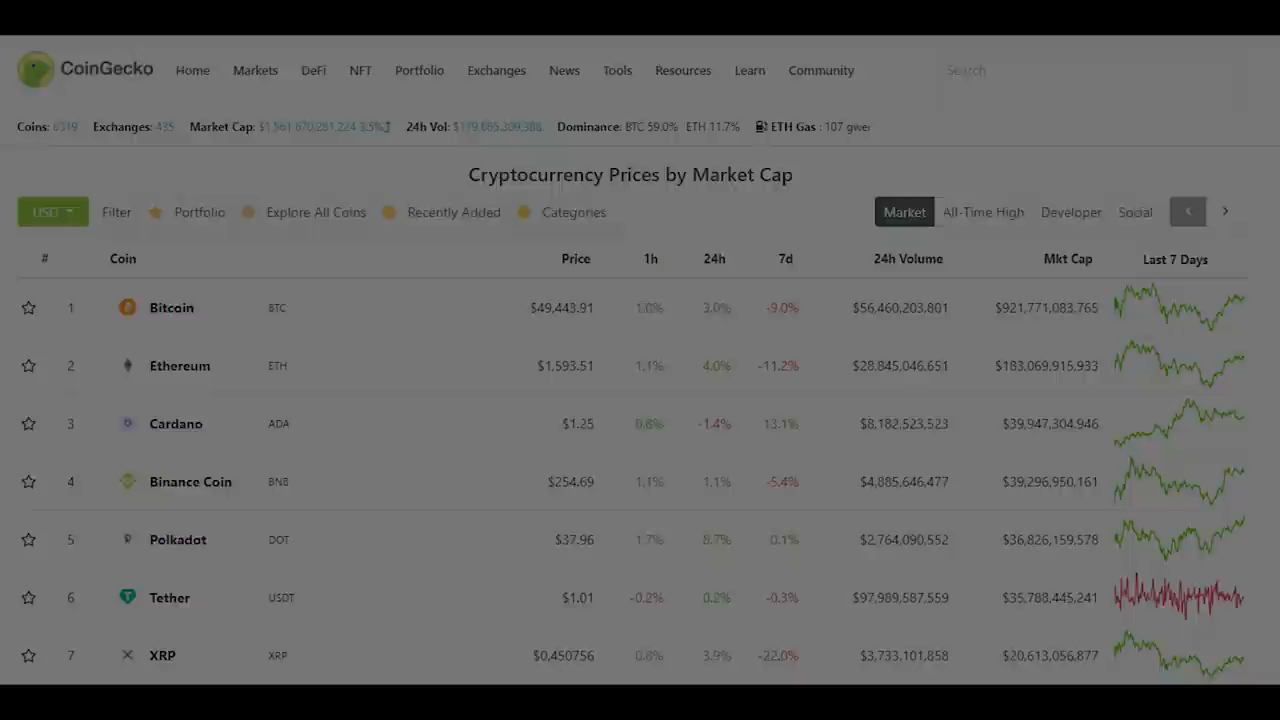 CoinGecko Home Markets DeFi NFT Portfolio Exchanges News Tools Resources Learn Community Search
Coins: 6319 Exchanges: 435 Market Cap: 3.5% 24h Vol: Dominance: BTC 59.0% ETH 11.7% ETH Gas : 107 gwei
Cryptocurrency Prices by Market Cap
USD Filter Portfolio Explore All Coins Recently Added Categories Market All-Time High Developer Social
# Coin Price 1h 24h 7d 24h Volume Mkt Cap Last 7 Days
1 Bitcoin BTC $49,443.91 1.0% 3.0% -9.0% $56,460,203,801 $921,771,083,765
2 Ethereum ETH $1,593.51 1.1% 4.0% -11.2% $28,845,046,651 $183,069,915,933
3 Cardano ADA $1.25 0.8% -1.4% 13.1% $8,182,523,523 $39,947,304,946
4 Binance Coin BNB $254.69 1.1% 1.1% -5.4% $4,885,646,477 $39,296,950,161
5 Polkadot DOT $37.96 1.7% 8.7% 0.1% $2,764,090,552 $36,826,159,578
6 Tether USDT $1.01 -0.2% 0.2% -0.3% $97,989,587,559 $35,788,445,241
7 XRP XRP $0.450756 0.8% 3.9% -22.0% $3,733,101,858 $20,613,056,877